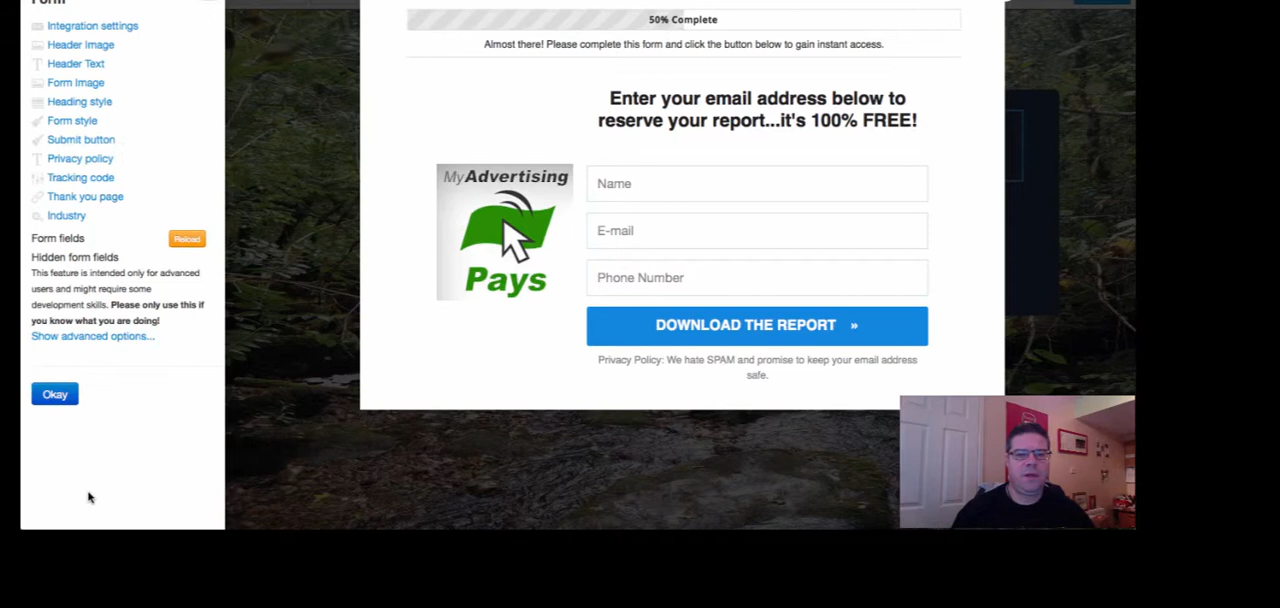 Form
Integration settings
Header Image
Header Text
Form Image
Heading style
Form style
Submit button
Privacy policy
Tracking code
Thank you page
Industry
Form fields
Reload
Hidden form fields
This feature is intended only for advanced
users and might require some
development skills. Please only use this if
you know what you are doing!
Show advanced options...
Okay
50% Complete
Almost there! Please complete this form and click the button below to gain instant access.
Enter your email address below to
reserve your report...it's 100% FREE!
MyAdvertising
Pays
Name
E-mail
Phone Number
DOWNLOAD THE REPORT »
Privacy Policy: We hate SPAM and promise to keep your email address
safe.